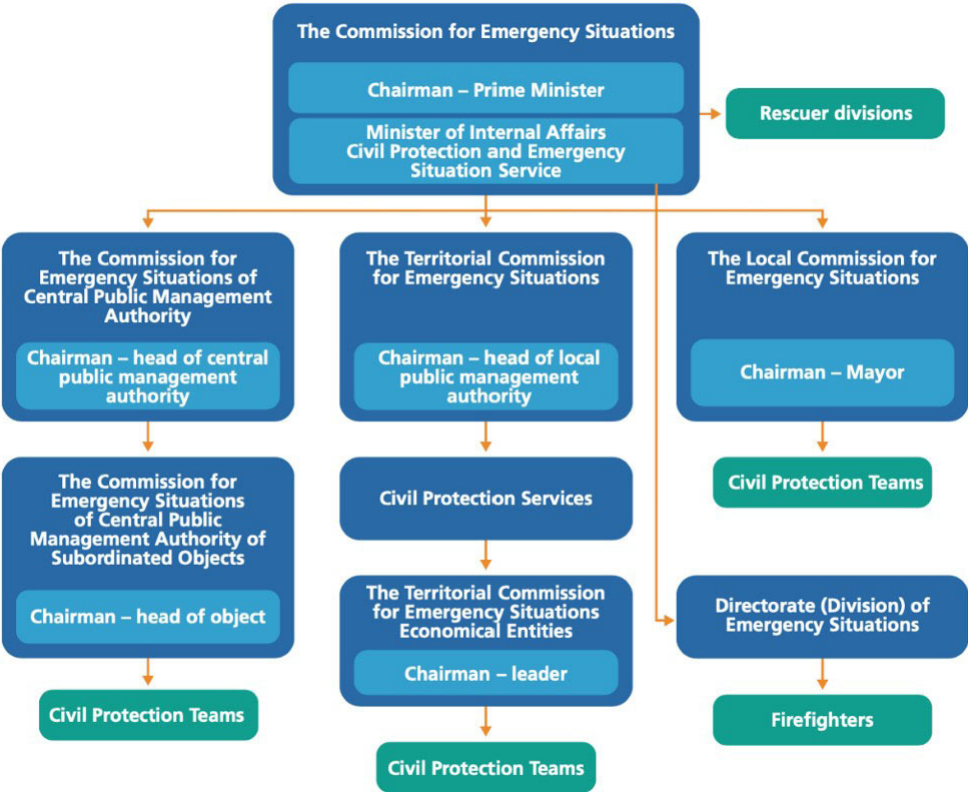 The Commission for Emergency Situations
Chairman – Prime Minister
Minister of Internal Affairs
Civil Protection and Emergency
Situation Service
Rescuer divisions
The Commission for
Emergency Situations of
Central Public Management
Authority
Chairman – head of central
public management
authority
The Territorial Commission
for Emergency Situations
Chairman – head of local
public management
authority
The Local Commission for
Emergency Situations
Chairman – Mayor
The Commission for
Emergency Situations
of Central Public
Management Authority of
Subordinated Objects
Chairman – head of object
Civil Protection Services
Civil Protection Teams
The Territorial Commission
for Emergency Situations
Economical Entities
Chairman – leader
Directorate (Division) of
Emergency Situations
Civil Protection Teams
Firefighters
Civil Protection Teams